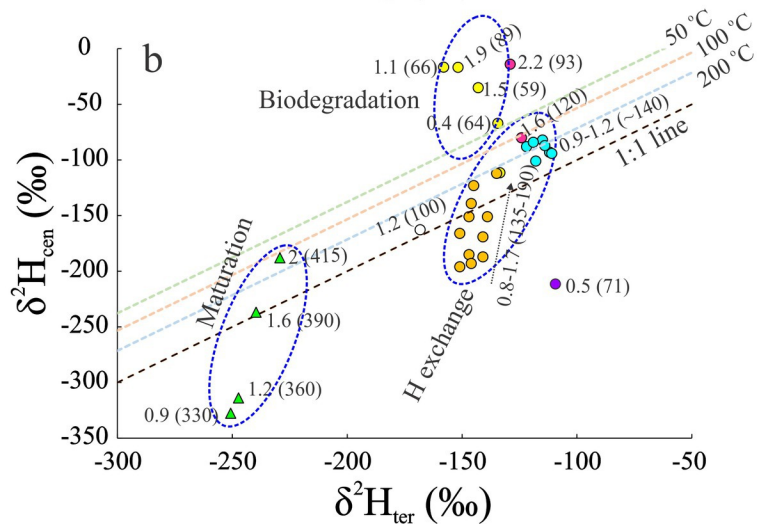 b
0
-50
-100
-150
-200
-250
-300
-350
-300
-250
-200
-150
-100
-50
δ²Hcen (‰)
δ²Hter (‰)
50 °C
100 °C
200 °C
1:1 line
Biodegradation
1.1 (66)
1.9 (89)
2.2 (93)
1.5 (59)
0.4 (64)
1.6 (120)
0.9-1.2 (~140)
1.2 (100)
0.8-1.7 (135-190)
H exchange
0.5 (71)
Maturation
2 (415)
1.6 (390)
1.2 (360)
0.9 (330)